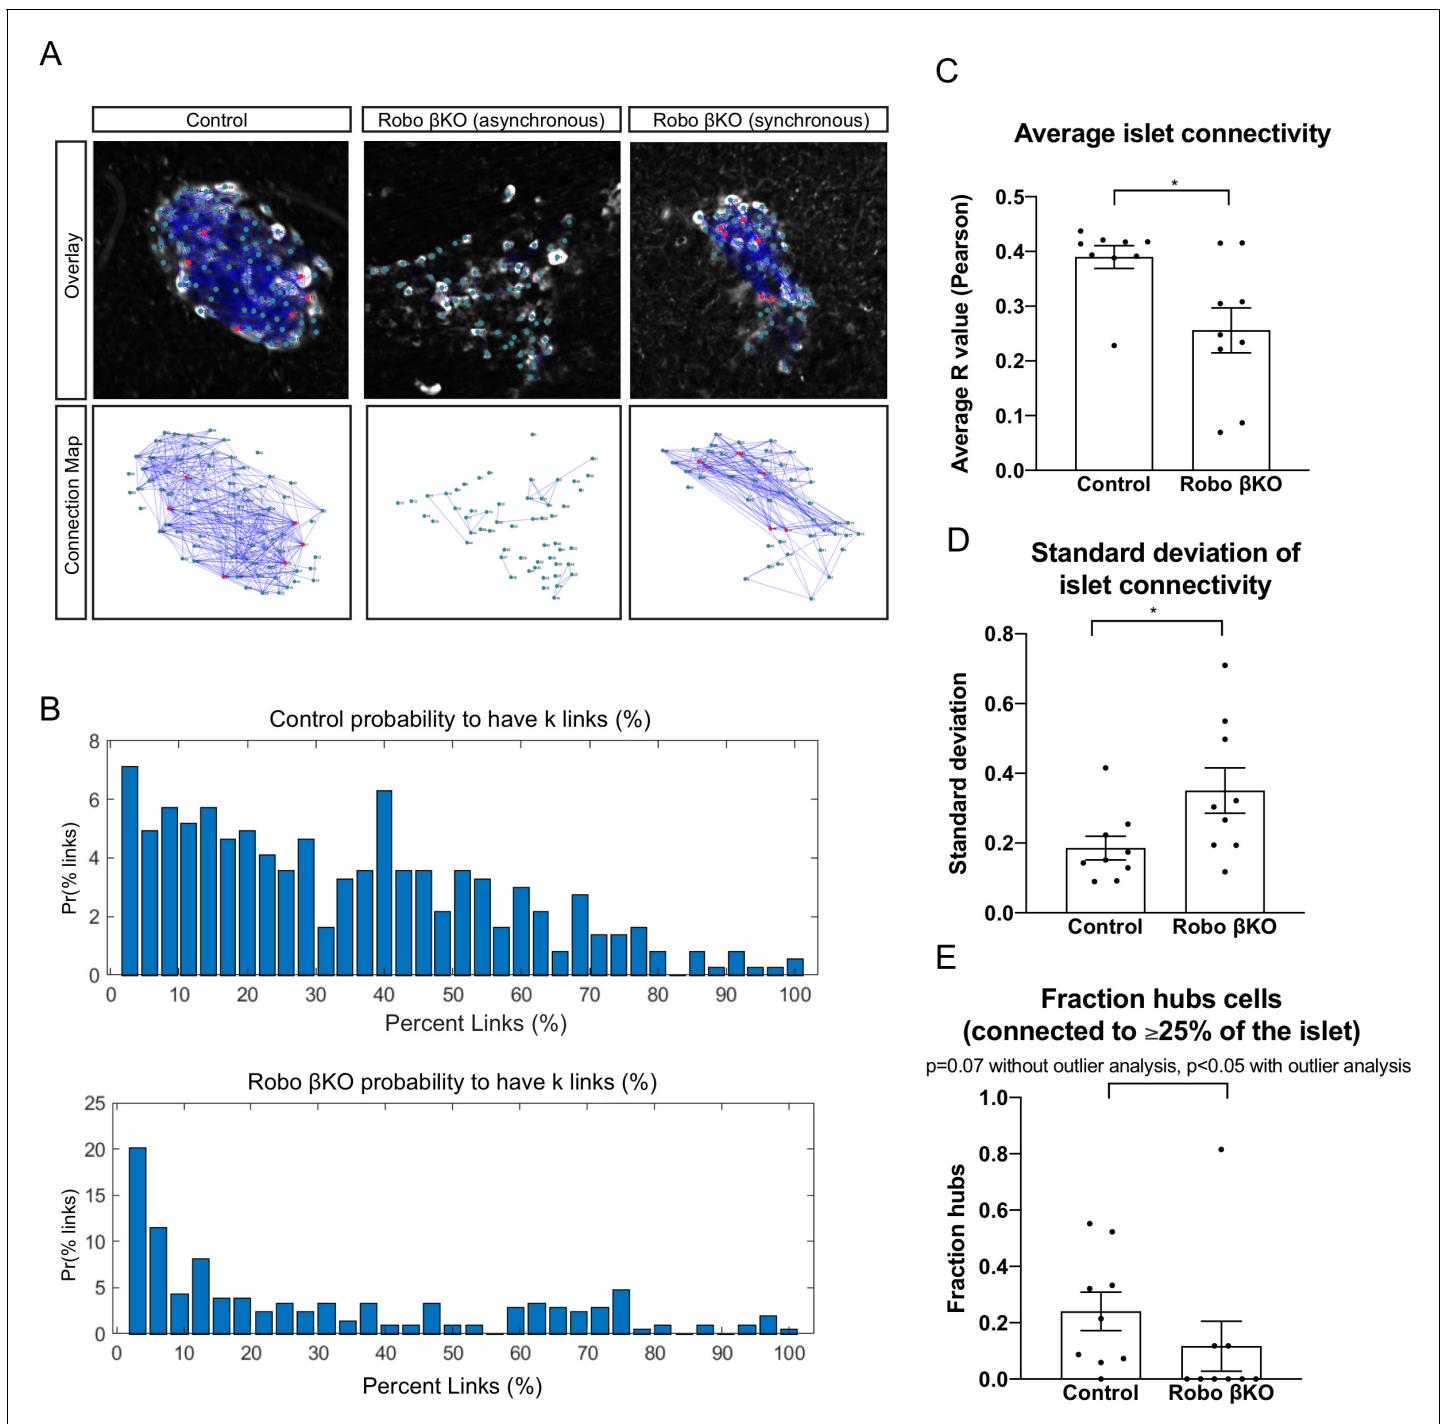 A
Control
Robo βKO (asynchronous)
Robo βKO (synchronous)
Overlay
Connection Map
B
Control probability to have k links (%)
Pr(% links)
8
6
4
2
0
0 10 20 30 40 50 60 70 80 90 100
Percent Links (%)
Robo βKO probability to have k links (%)
Pr(% links)
25
20
15
10
5
0
0 10 20 30 40 50 60 70 80 90 100
Percent Links (%)
C
Average islet connectivity
*
Average R value (Pearson)
0.5
0.4
0.3
0.2
0.1
0.0
Control Robo βKO
D
Standard deviation of
islet connectivity
*
Standard deviation
0.8
0.6
0.4
0.2
0.0
Control Robo βKO
E
Fraction hubs cells
(connected to ≥25% of the islet)
p=0.07 without outlier analysis, p<0.05 with outlier analysis
Fraction hubs
1.0
0.8
0.6
0.4
0.2
0.0
Control Robo βKO